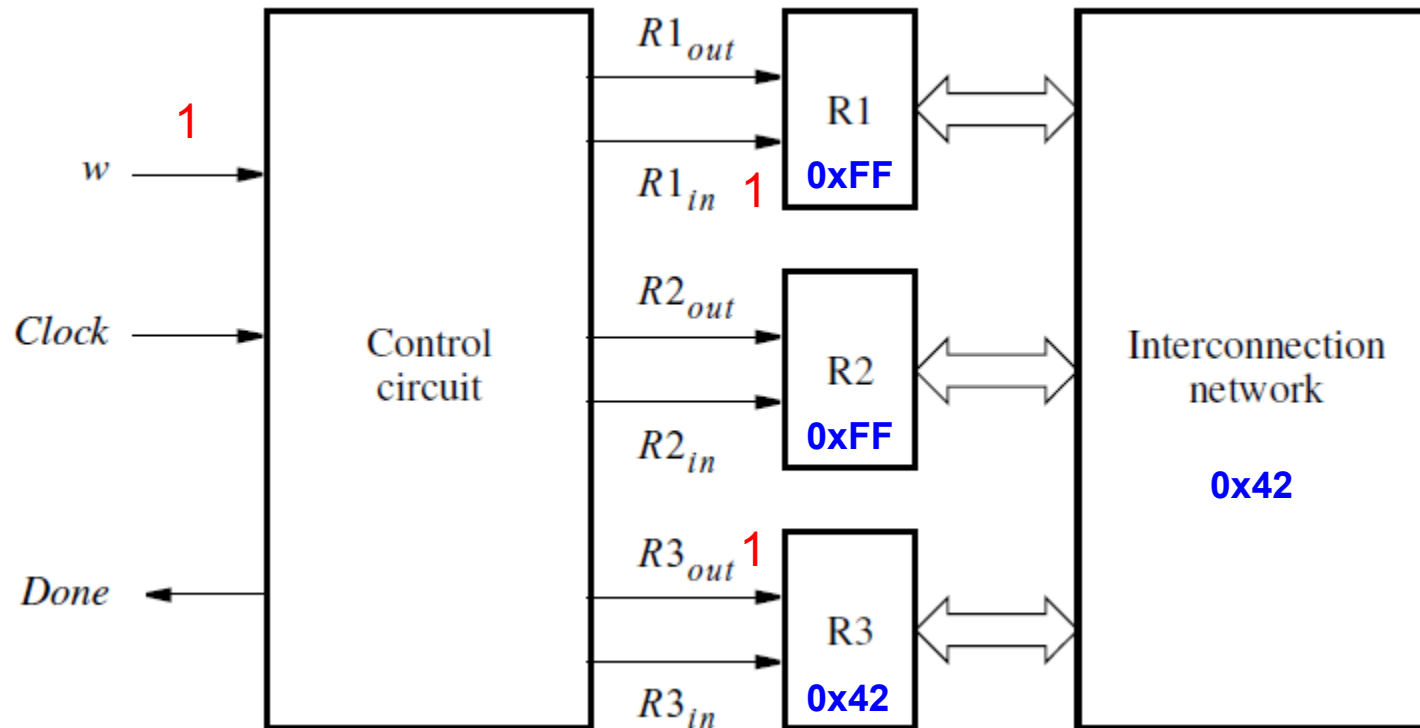 w
1
Clock
Done
Control
circuit
R1out
R1in 1
R2out
R2in
R3out 1
R3in
R1
0xFF
R2
0xFF
R3
0x42
Interconnection
network
0x42